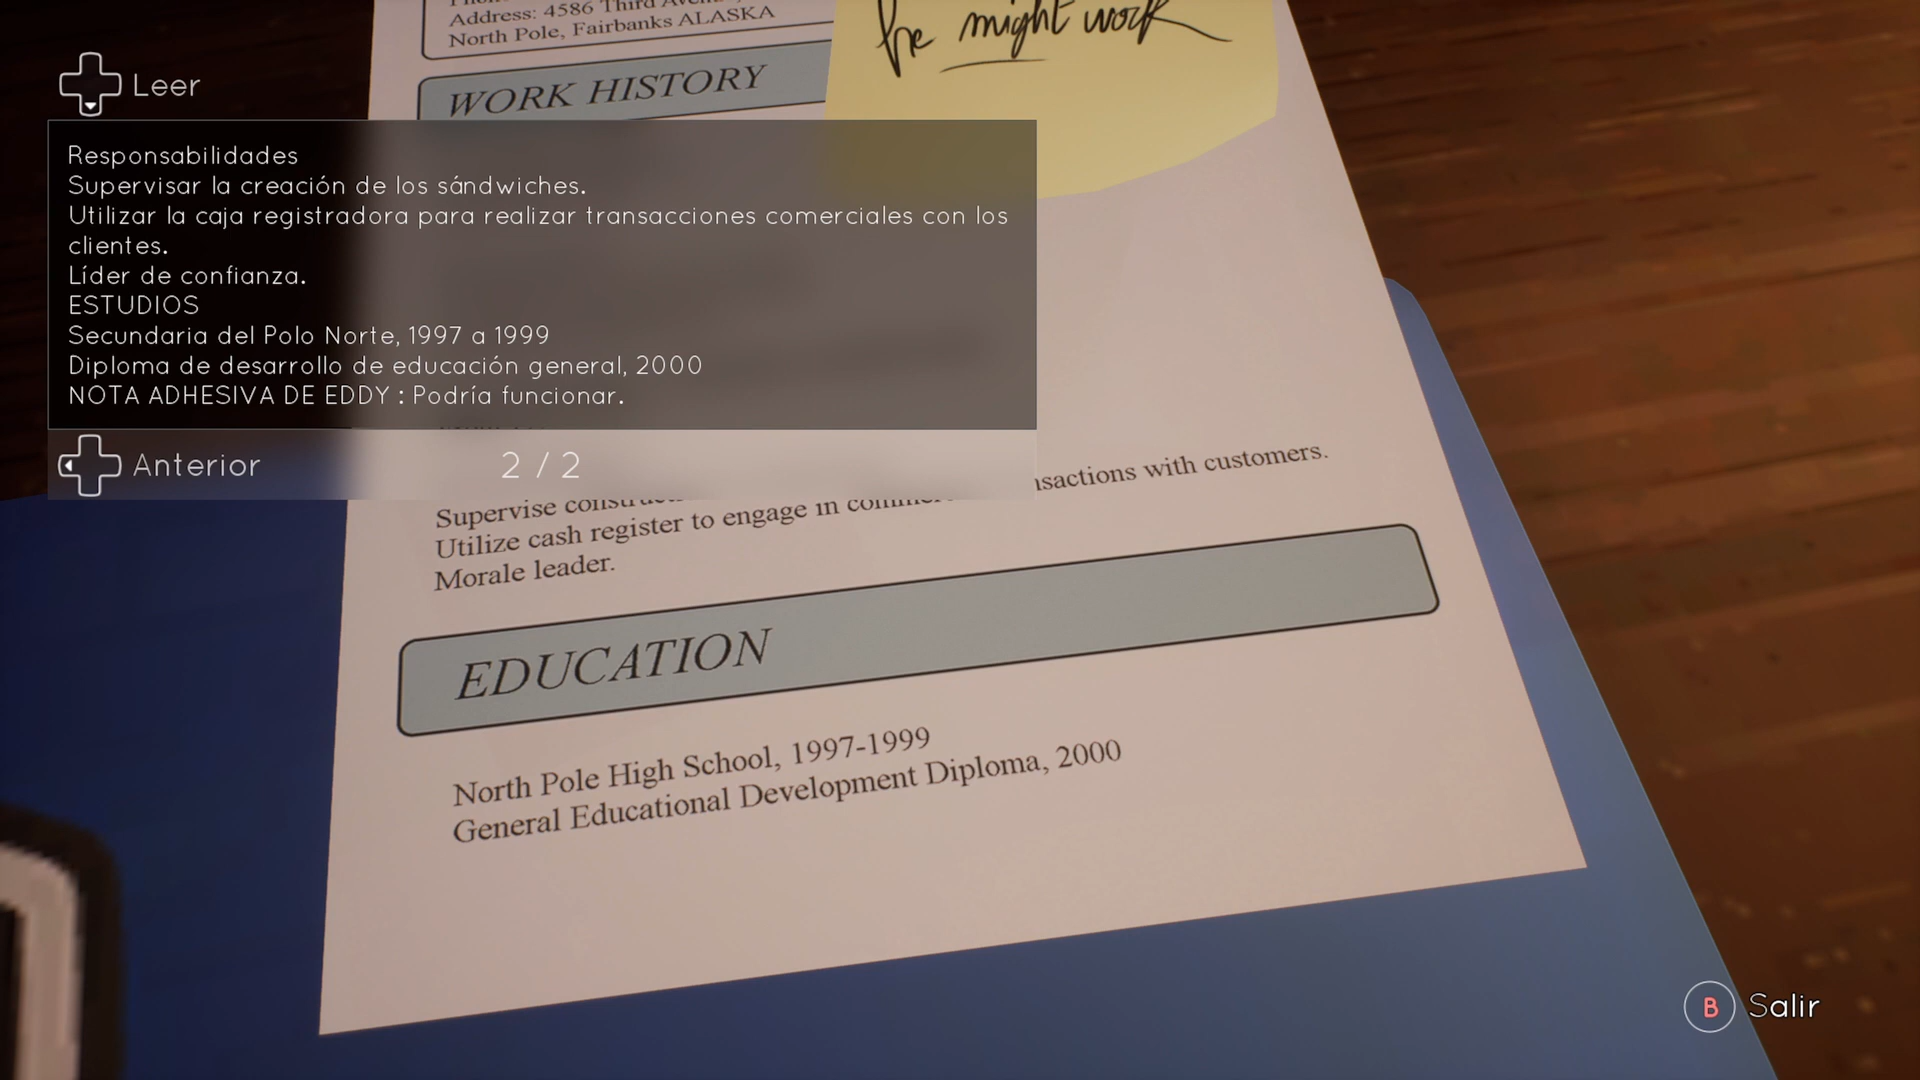 Address: 4586 Third
North Pole, Fairbanks ALASKA
he might work
WORK HISTORY
Leer
Responsabilidades
Supervisar la creación de los sándwiches.
Utilizar la caja registradora para realizar transacciones comerciales con los
clientes.
Líder de confianza.
ESTUDIOS
Secundaria del Polo Norte, 1997 a 1999
Diploma de desarrollo de educación general, 2000
NOTA ADHESIVA DE EDDY : Podría funcionar.
Anterior
2 / 2
Supervise
Utilize cash register to engage in with customers.
Morale leader.
EDUCATION
North Pole High School, 1997-1999
General Educational Development Diploma, 2000
B Salir